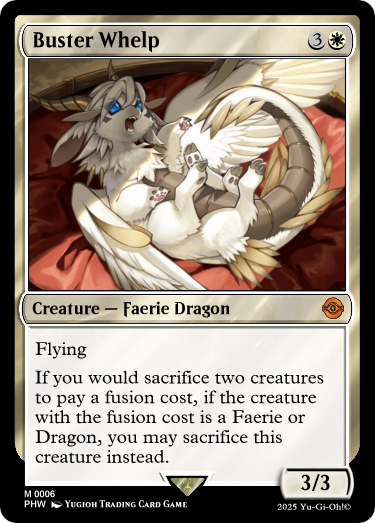 Buster Whelp 3
Creature — Faerie Dragon
Flying
If you would sacrifice two creatures
to pay a fusion cost, if the creature
with the fusion cost is a Faerie or
Dragon, you may sacrifice this
creature instead.
3/3
M 0006
PHW Yugioh Trading Card Game
2025 Yu-Gi-Oh!©